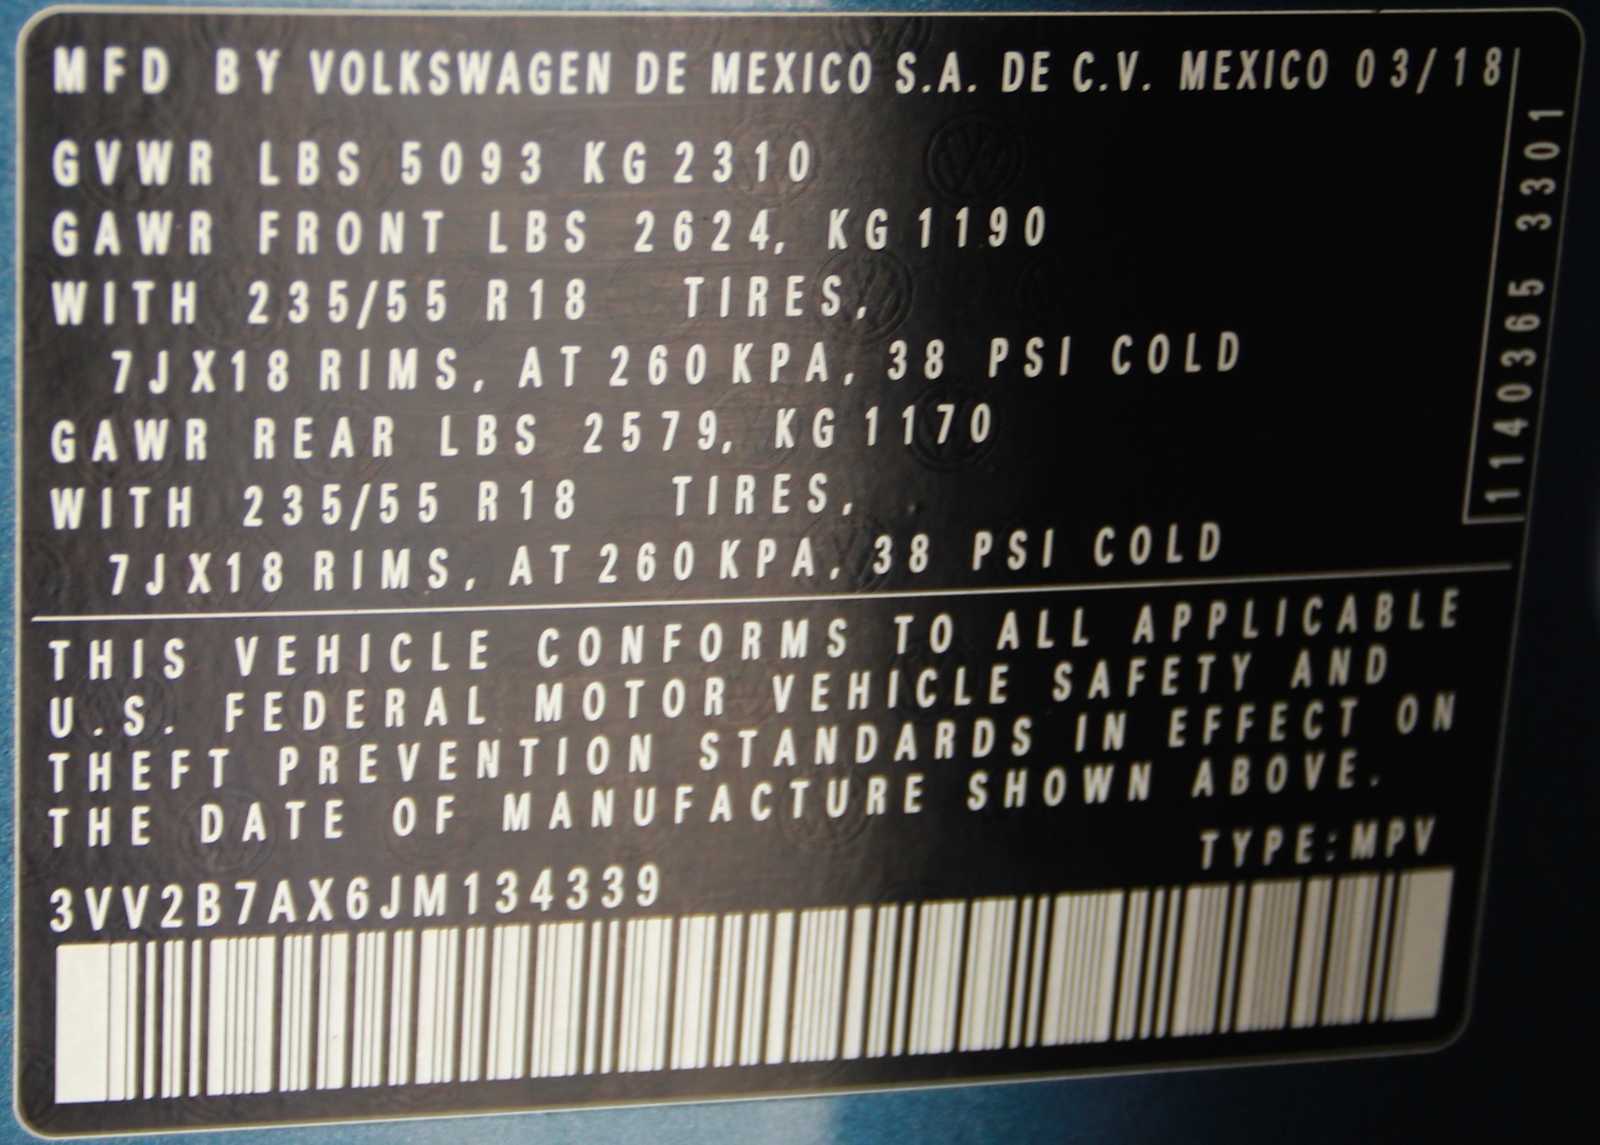 MFD BY VOLKSWAGEN DE MEXICO S.A. DE C.V. MEXICO 03/18
GVWR LBS 5093 KG 2310
GAWR FRONT LBS 2624, KG 1190
WITH 235/55 R18 TIRES,
7JX18 RIMS, AT 260 KPA, 38 PSI COLD
GAWR REAR LBS 2579, KG 1170
WITH 235/55 R18 TIRES,
7JX18 RIMS, AT 260 KPA, 38 PSI COLD
1140365 3301
THIS VEHICLE CONFORMS TO ALL APPLICABLE
U.S. FEDERAL MOTOR VEHICLE SAFETY AND
THEFT PREVENTION STANDARDS IN EFFECT ON
THE DATE OF MANUFACTURE SHOWN ABOVE.
TYPE:MPV
3VV2B7AX6JM134339